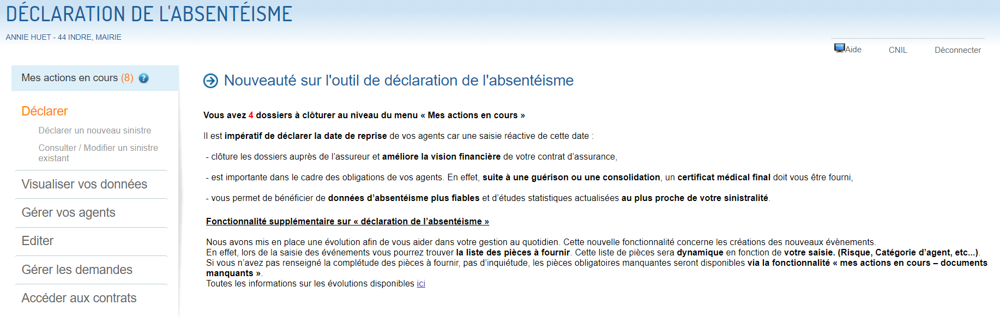 DÉCLARATION DE L'ABSENTÉISME
ANNIE HUET - 44 INDRE, MAIRIE
Aide CNIL Déconnecter
Mes actions en cours (8) ?
Déclarer
Déclarer un nouveau sinistre
Consulter / Modifier un sinistre
existant
Visualiser vos données
Gérer vos agents
Editer
Gérer les demandes
Accéder aux contrats
Nouveauté sur l'outil de déclaration de l'absentéisme
Vous avez 4 dossiers à clôturer au niveau du menu « Mes actions en cours »
Il est impératif de déclarer la date de reprise de vos agents car une saisie réactive de cette date :
- clôture les dossiers auprès de l’assureur et améliore la vision financière de votre contrat d’assurance,
- est importante dans le cadre des obligations de vos agents. En effet, suite à une guérison ou une consolidation, un certificat médical final doit vous être fourni,
- vous permet de bénéficier de données d’absentéisme plus fiables et d’études statistiques actualisées au plus proche de votre sinistralité.
Fonctionnalité supplémentaire sur « déclaration de l’absentéisme »
Nous avons mis en place une évolution afin de vous aider dans votre gestion au quotidien. Cette nouvelle fonctionnalité concerne les créations des nouveaux évènements.
En effet, lors de la saisie des événements vous pourrez trouver la liste des pièces à fournir. Cette liste de pièces sera dynamique en fonction de votre saisie. (Risque, Catégorie d’agent, etc...).
Si vous n’avez pas renseigné la complétude des pièces à fournir, pas d’inquiétude, les pièces obligatoires manquantes seront disponibles via la fonctionnalité « mes actions en cours – documents
manquants ».
Toutes les informations sur les évolutions disponibles ici